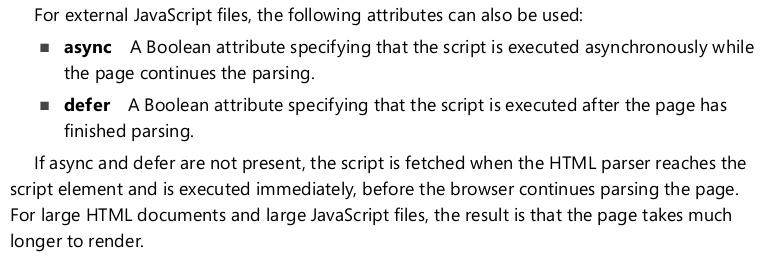 For external JavaScript files, the following attributes can also be used:
■ async A Boolean attribute specifying that the script is executed asynchronously while
the page continues the parsing.
■ defer A Boolean attribute specifying that the script is executed after the page has
finished parsing.
If async and defer are not present, the script is fetched when the HTML parser reaches the
script element and is executed immediately, before the browser continues parsing the page.
For large HTML documents and large JavaScript files, the result is that the page takes much
longer to render.